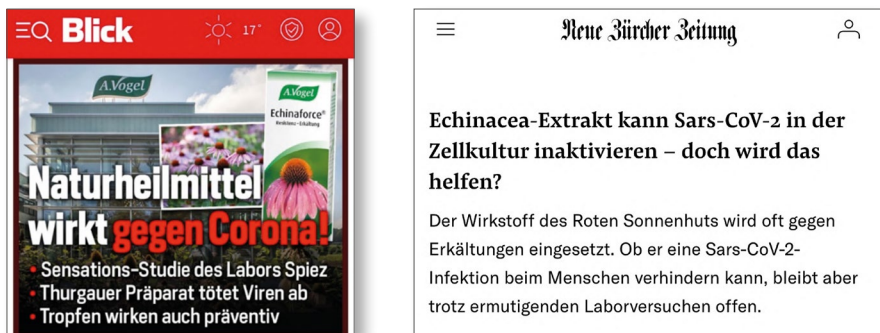 Blick
17°
A.Vogel
A.Vogel
Echinaforce®
Resistenz - Erkältung
Naturheilmittel
wirkt gegen Corona!
• Sensations-Studie des Labors Spiez
• Thurgauer Präparat tötet Viren ab
• Tropfen wirken auch präventiv
Neue Zürcher Zeitung
Echinacea-Extrakt kann Sars-CoV-2 in der
Zellkultur inaktivieren – doch wird das
helfen?
Der Wirkstoff des Roten Sonnenhuts wird oft gegen
Erkältungen eingesetzt. Ob er eine Sars-CoV-2-
Infektion beim Menschen verhindern kann, bleibt aber
trotz ermutigenden Laborversuchen offen.